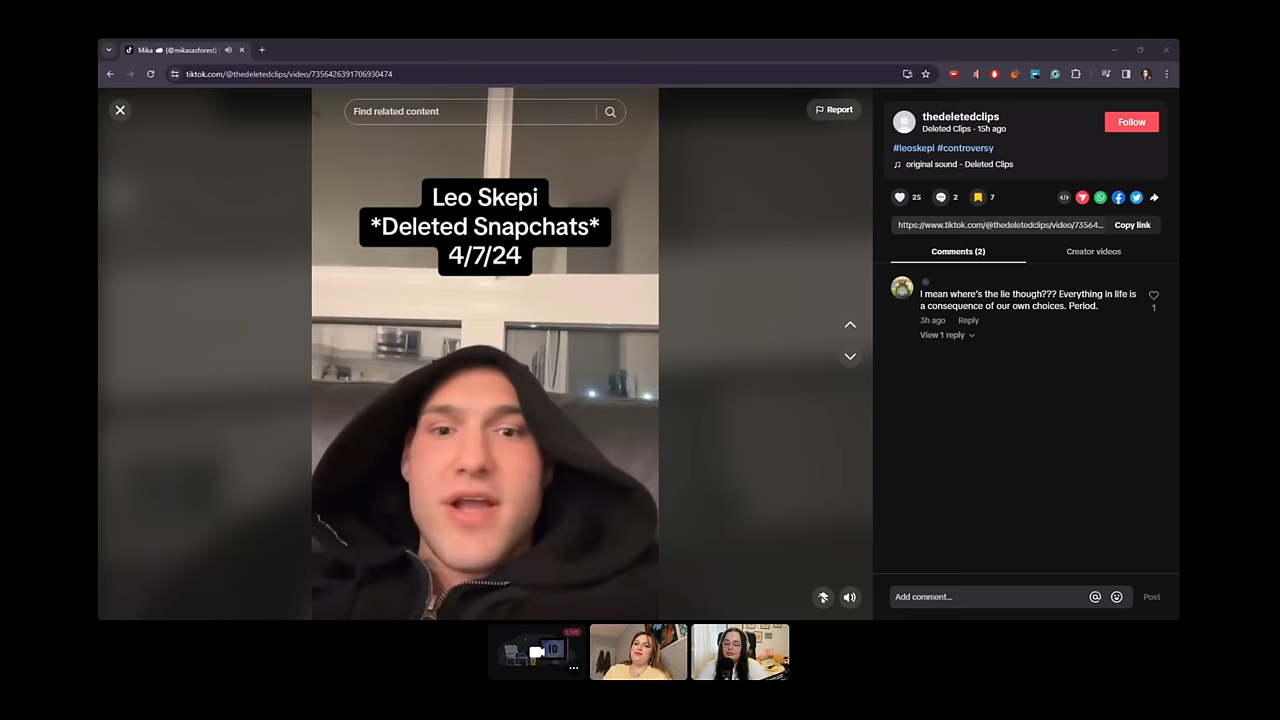 Mika ☁ (@mikasasforest)
tiktok.com/@thedeletedclips/video/7356426391706930474
Find related content
Report
Leo Skepi
*Deleted Snapchats*
4/7/24
thedeletedclips
Deleted Clips · 15h ago
Follow
#leoskepi #controversy
♫ original sound - Deleted Clips
25
2
7
https://www.tiktok.com/@thedeletedclips/video/73564...
Copy link
Comments (2)
Creator videos
I mean where's the lie though??? Everything in life is
a consequence of our own choices. Period.
1
3h ago
Reply
View 1 reply
Add comment...
Post
LIVE